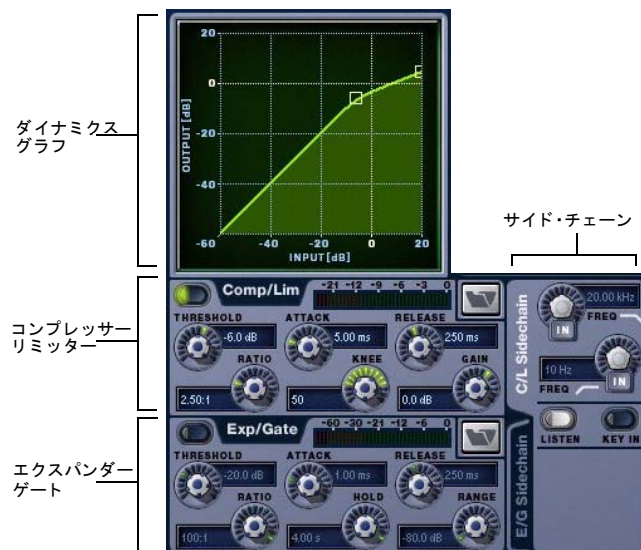 20
0
-20
-40
-60 -40 -20 0 20
OUTPUT[dB]
INPUT[dB]
ダイナミクス
グラフ
サイド・チェーン
コンプレッサー
リミッター
Comp/Lim
-21 -12 -9 -6 -3 0
THRESHOLD ATTACK RELEASE
-6.0 dB 5.00 ms 250 ms
RATIO KNEE GAIN
2.50:1 50 0.0 dB
C/L Sidechain
20.00 kHz
FREQ
IN
10 Hz
FREQ
IN
LISTEN KEY IN
E/G Sidechain
エクスパンダー
ゲート
Exp/Gate
-60 -30 -21 -12 -6 0
THRESHOLD ATTACK RELEASE
-20.0 dB 1.00 ms 250 ms
RATIO HOLD RANGE
100:1 4.00 s -80.0 dB